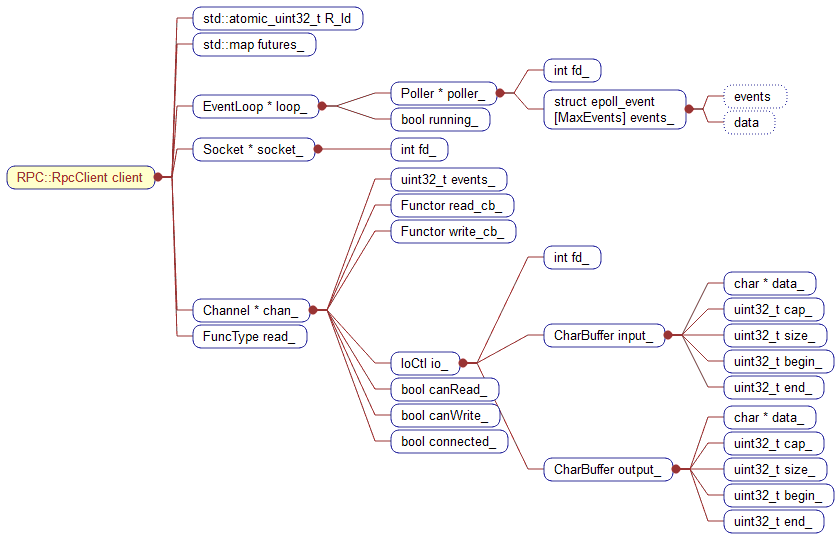 RPC::RpcClient client
std::atomic_uint32_t R_Id
std::map futures_
EventLoop * loop_
Poller * poller_
int fd_
struct epoll_event
[MaxEvents] events_
events
data
bool running_
Socket * socket_
int fd_
Channel * chan_
uint32_t events_
Functor read_cb_
Functor write_cb_
IoCtl io_
int fd_
CharBuffer input_
char * data_
uint32_t cap_
uint32_t size_
uint32_t begin_
uint32_t end_
CharBuffer output_
char * data_
uint32_t cap_
uint32_t size_
uint32_t begin_
uint32_t end_
bool canRead_
bool canWrite_
bool connected_
FuncType read_